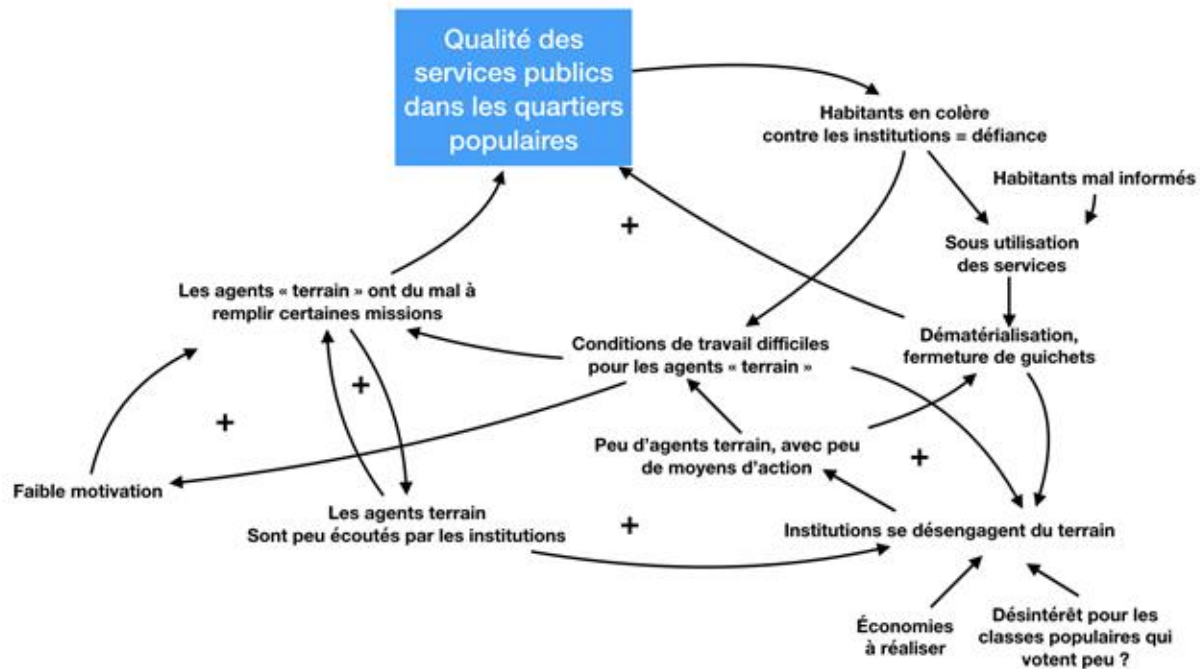 Qualité des
services publics
dans les quartiers
populaires
Habitants en colère
contre les institutions = défiance
Habitants mal informés
+
Sous utilisation
des services
Les agents « terrain » ont du mal à
remplir certaines missions
Conditions de travail difficiles
pour les agents « terrain »
Dématérialisation,
fermeture de guichets
+
+
Peu d'agents terrain, avec peu
de moyens d'action
+
Faible motivation
Les agents terrain
Sont peu écoutés par les institutions
+
Institutions se désengagent du terrain
Économies
à réaliser
Désintérêt pour les
classes populaires qui
votent peu ?